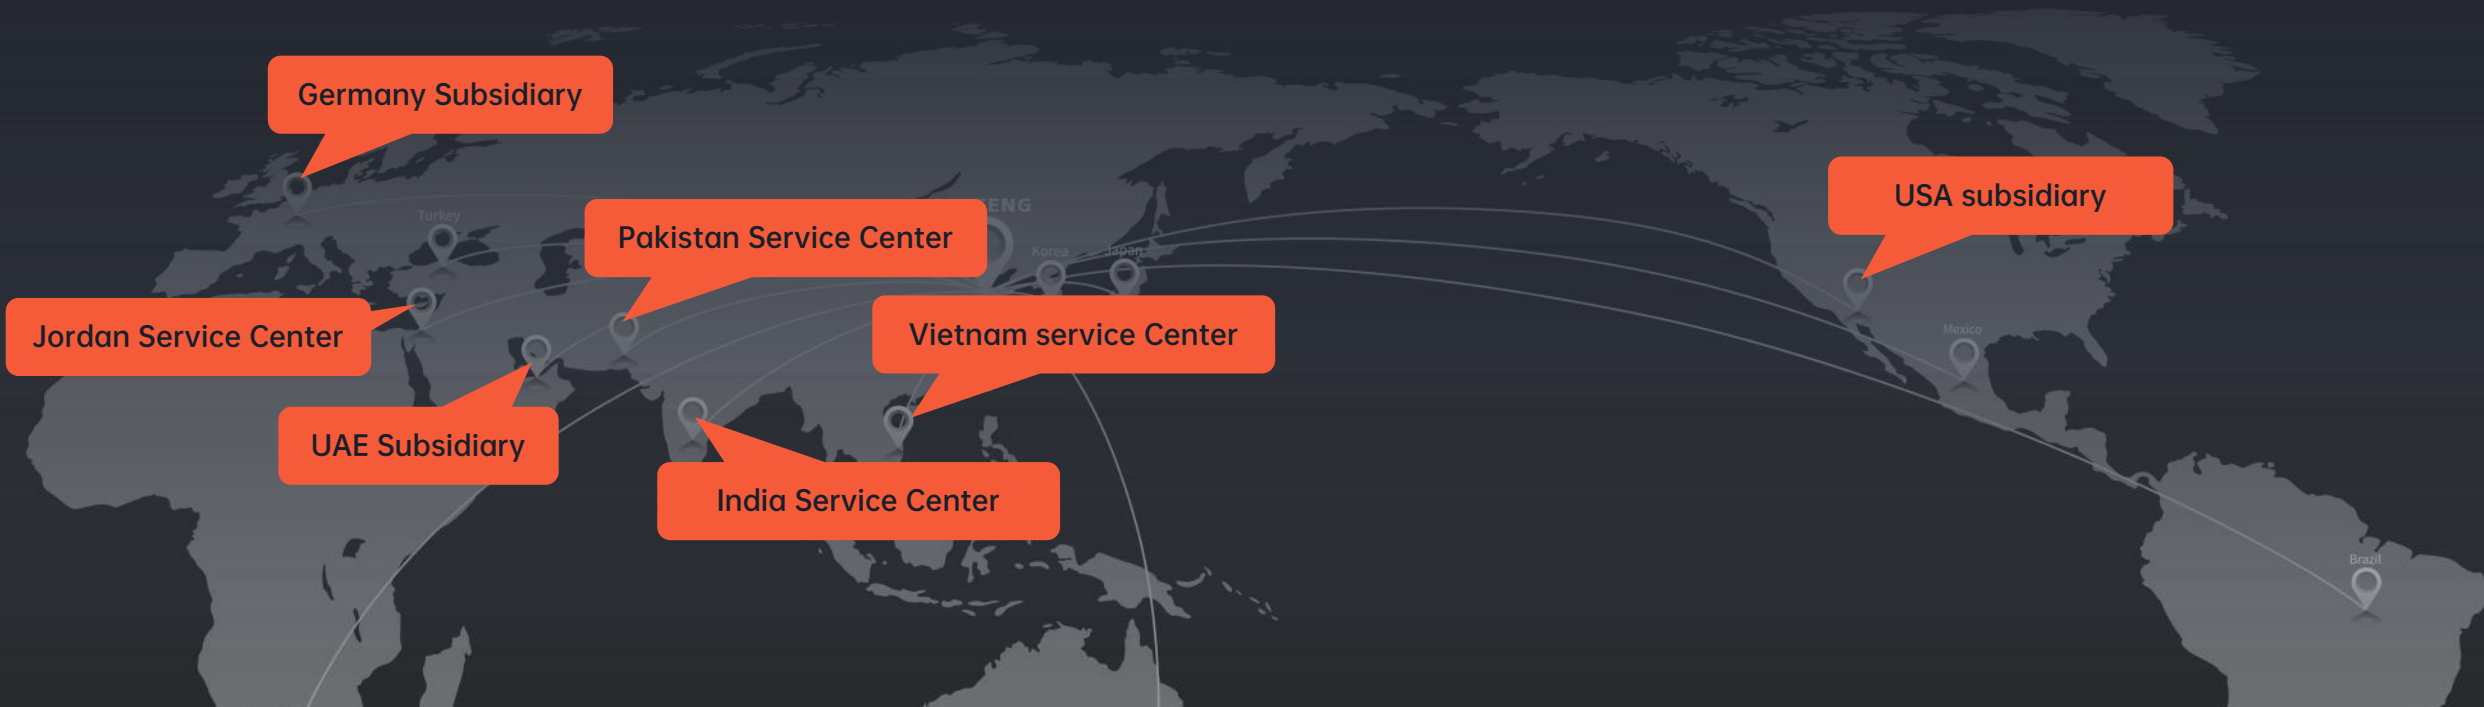 Germany Subsidiary
USA subsidiary
Turkey
Pakistan Service Center
Korea
Japan
Jordan Service Center
Vietnam service Center
Mexico
UAE Subsidiary
India Service Center
Brazil